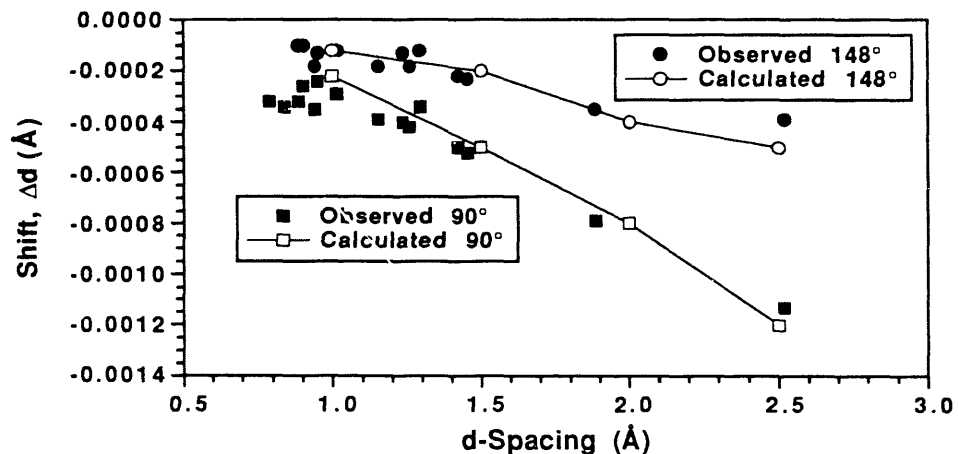 -0.0000
-0.0002
-0.0004
-0.0006
-0.0008
-0.0010
-0.0012
-0.0014
Shift, Δd (Å)
Observed 148°
Calculated 148°
Observed 90°
Calculated 90°
0.5 1.0 1.5 2.0 2.5 3.0
d-Spacing (Å)